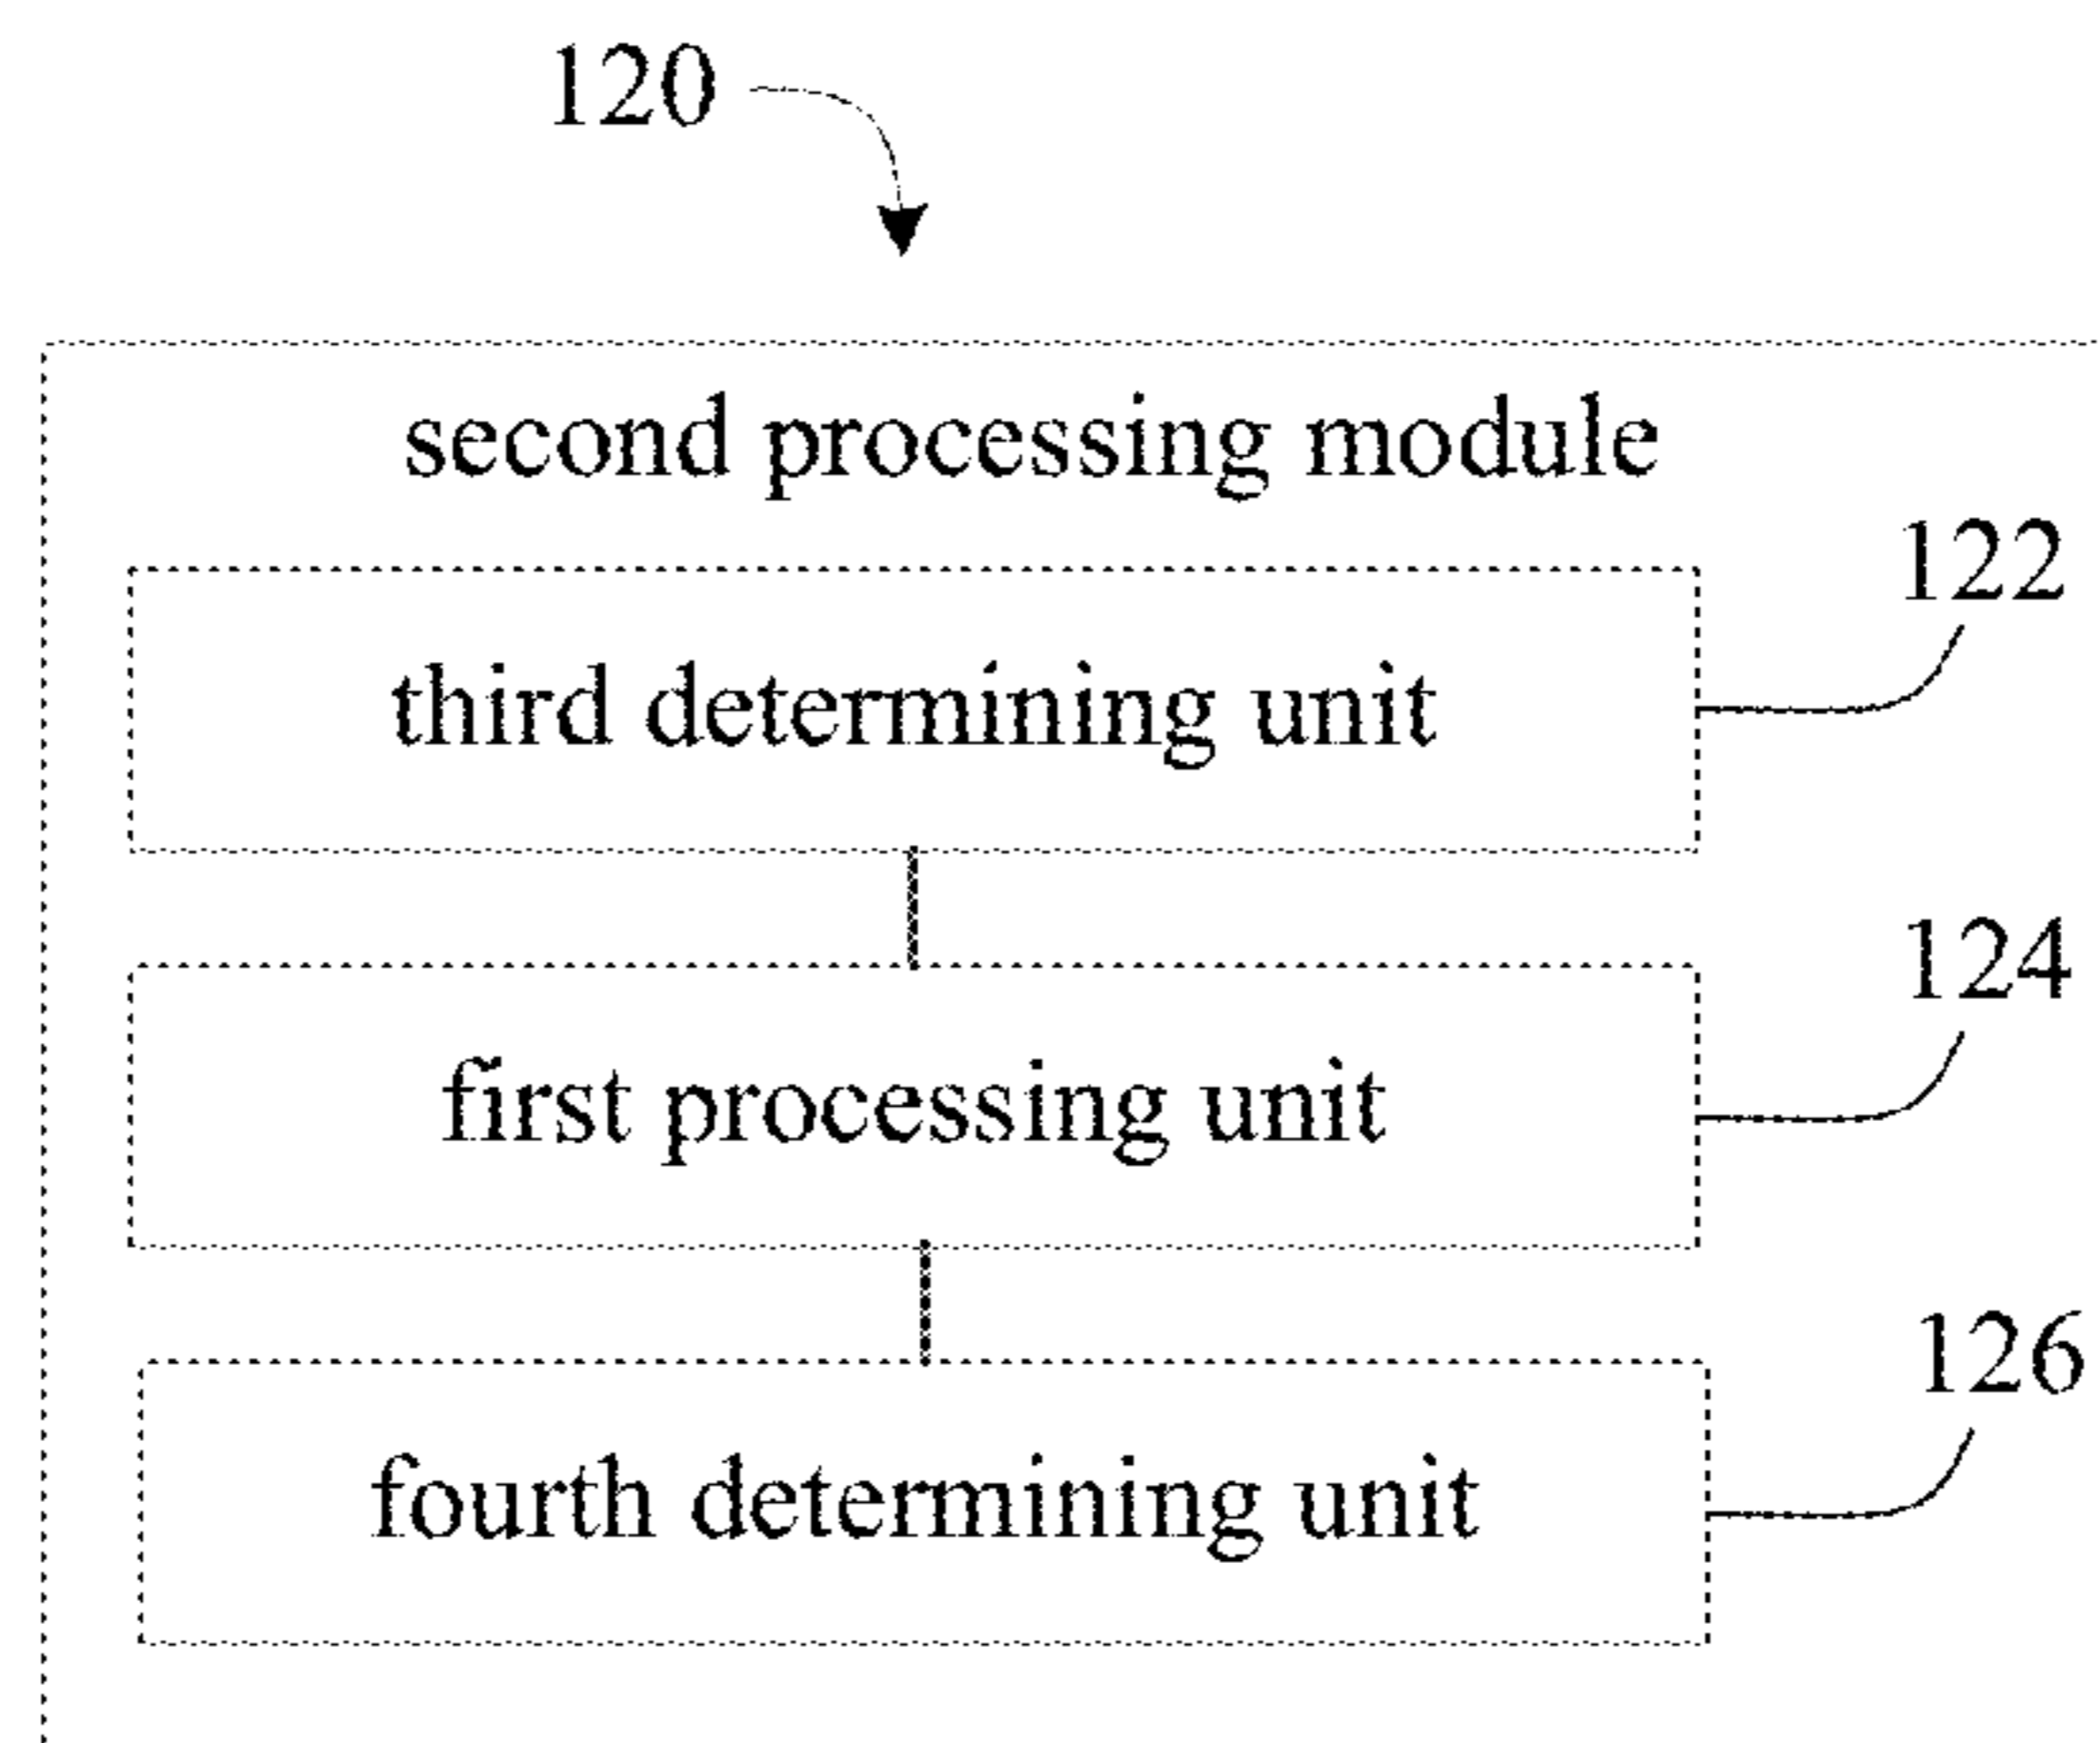 120
second processing module
122
third determining unit
124
first processing unit
126
fourth determining unit